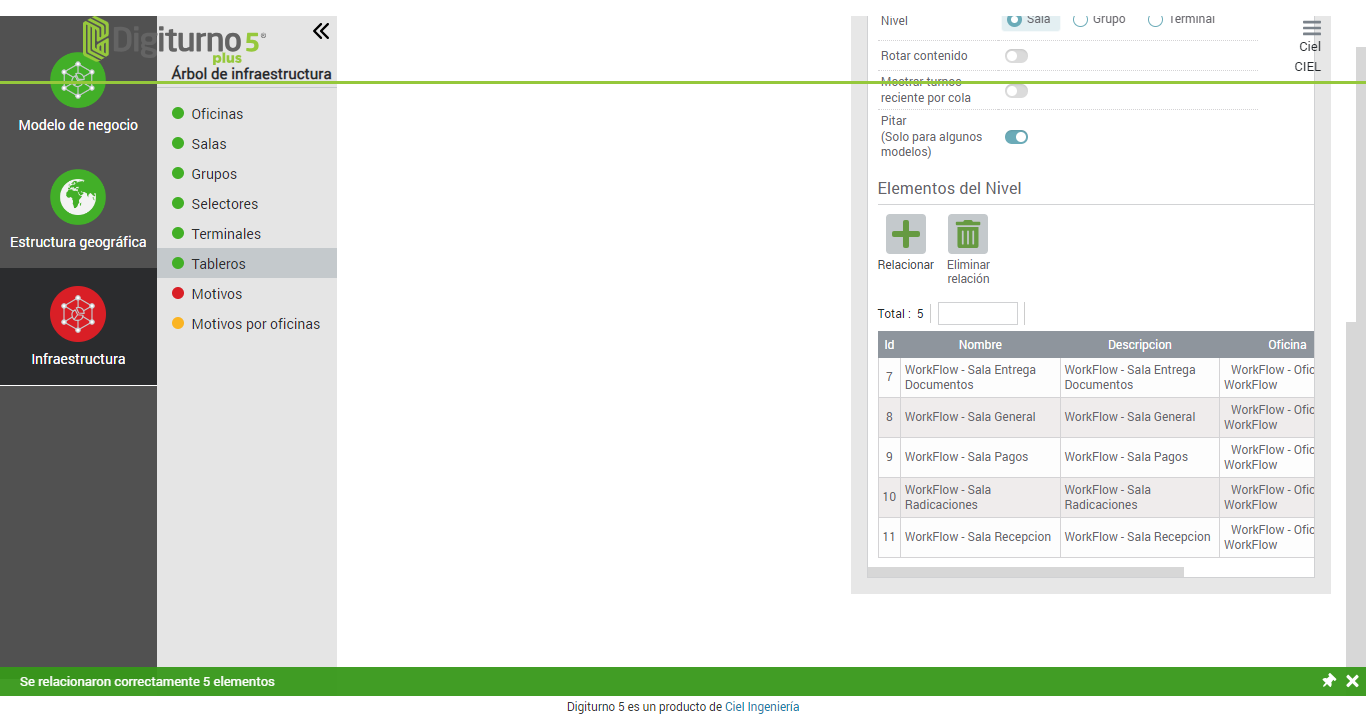 Digiturno 5®
plus
Árbol de infraestructura
Modelo de negocio
Estructura geográfica
Infraestructura
Oficinas
Salas
Grupos
Selectores
Terminales
Tableros
Motivos
Motivos por oficinas
Ciel
CIEL
Nivel
Sala
Grupo
Terminal
Rotar contenido
Mostrar turnos
reciente por cola
Pitar
(Solo para algunos
modelos)
Elementos del Nivel
Relacionar
Eliminar
relación
Total : 5
Id Nombre Descripcion Oficina
7 WorkFlow - Sala Entrega Documentos WorkFlow - Sala Entrega Documentos WorkFlow - Ofic WorkFlow
8 WorkFlow - Sala General WorkFlow - Sala General WorkFlow - Ofic WorkFlow
9 WorkFlow - Sala Pagos WorkFlow - Sala Pagos WorkFlow - Ofic WorkFlow
10 WorkFlow - Sala Radicaciones WorkFlow - Sala Radicaciones WorkFlow - Ofic WorkFlow
11 WorkFlow - Sala Recepcion WorkFlow - Sala Recepcion WorkFlow - Ofic WorkFlow
Se relacionaron correctamente 5 elementos
Digiturno 5 es un producto de Ciel Ingeniería